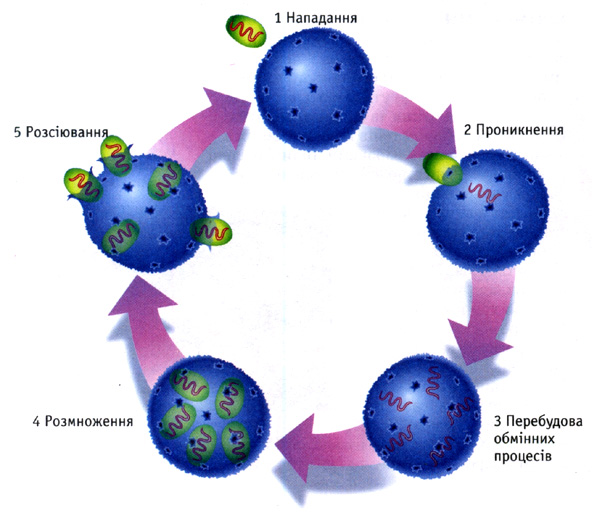 1 Нападання
2 Проникнення
3 Перебудова
обмінних
процесів
4 Розмноження
5 Розсіювання